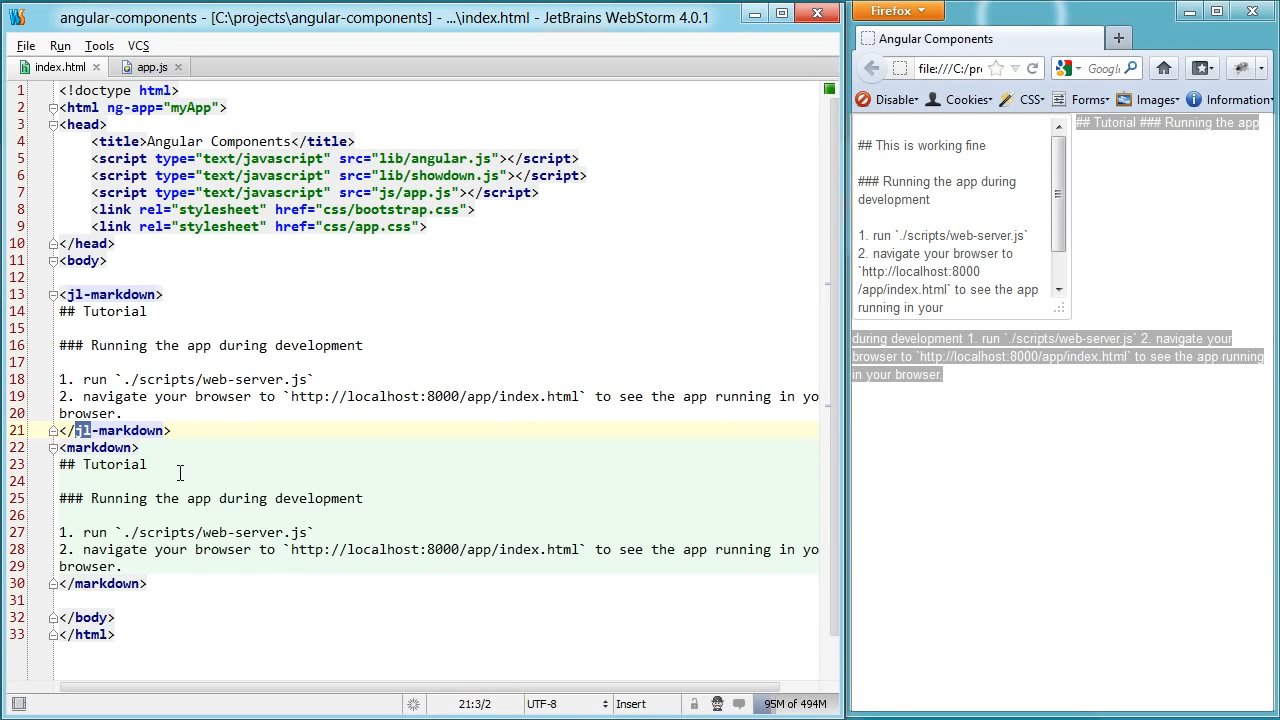 angular-components - [C:\projects\angular-components] - ...\index.html - JetBrains WebStorm 4.0.1
File Run Tools VCS
index.html app.js
1 <!doctype html>
2 <html ng-app="myApp">
3 <head>
4 <title>Angular Components</title>
5 <script type="text/javascript" src="lib/angular.js"></script>
6 <script type="text/javascript" src="lib/showdown.js"></script>
7 <script type="text/javascript" src="js/app.js"></script>
8 <link rel="stylesheet" href="css/bootstrap.css">
9 <link rel="stylesheet" href="css/app.css">
10 </head>
11 <body>
12
13 <jl-markdown>
14 ## Tutorial
15
16 ### Running the app during development
17
18 1. run `./scripts/web-server.js`
19 2. navigate your browser to `http://localhost:8000/app/index.html` to see the app running in yo
20 browser.
21 </jl-markdown>
22 <markdown>
23 ## Tutorial
24
25 ### Running the app during development
26
27 1. run `./scripts/web-server.js`
28 2. navigate your browser to `http://localhost:8000/app/index.html` to see the app running in yo
29 browser.
30 </markdown>
31
32 </body>
33 </html>
21:3/2 UTF-8 Insert 95M of 494M
Firefox
Angular Components
file:///C:/pr Google
Disable Cookies CSS Forms Images Information
## This is working fine
### Running the app during
development
1. run `./scripts/web-server.js`
2. navigate your browser to
`http://localhost:8000
/app/index.html` to see the app
running in your
## Tutorial ### Running the app
during development 1. run `./scripts/web-server.js` 2. navigate your
browser to `http://localhost:8000/app/index.html` to see the app running
in your browser.